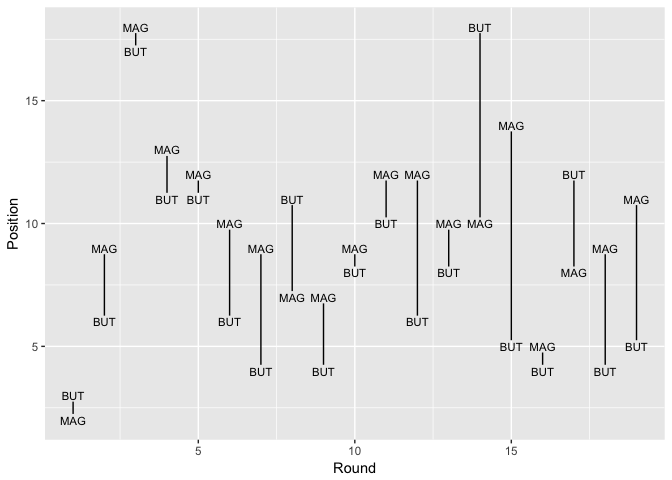 MAG BUT
BUT
15
MAG
MAG
BUT MAG MAG BUT
BUT BUT MAG MAG
10 MAG BUT BUT MAG MAG MAG
MAG MAG MAG MAG
BUT BUT MAG
MAG MAG
BUT BUT BUT
5 BUT MAG BUT
BUT BUT BUT BUT
BUT
MAG
5 10 15
Round
Position